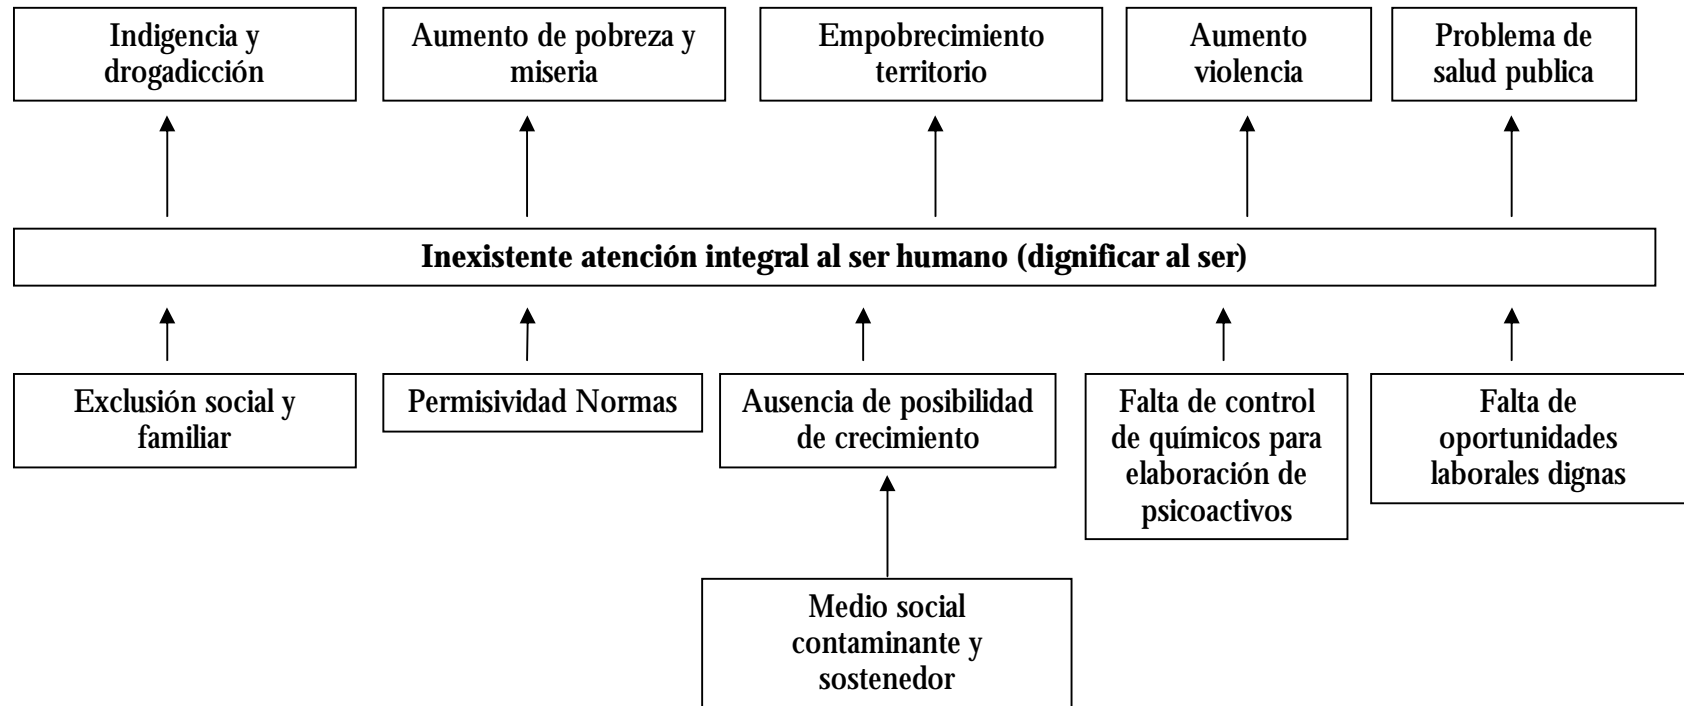 Indigencia y
drogadicción
Aumento de pobreza y
miseria
Empobrecimiento
territorio
Aumento
violencia
Problema de
salud publica
Inexistente atención integral al ser humano (dignificar al ser)
Exclusión social y
familiar
Permisividad Normas
Ausencia de posibilidad
de crecimiento
Falta de control
de químicos para
elaboración de
psicoactivos
Falta de
oportunidades
laborales dignas
Medio social
contaminante y
sostenedor